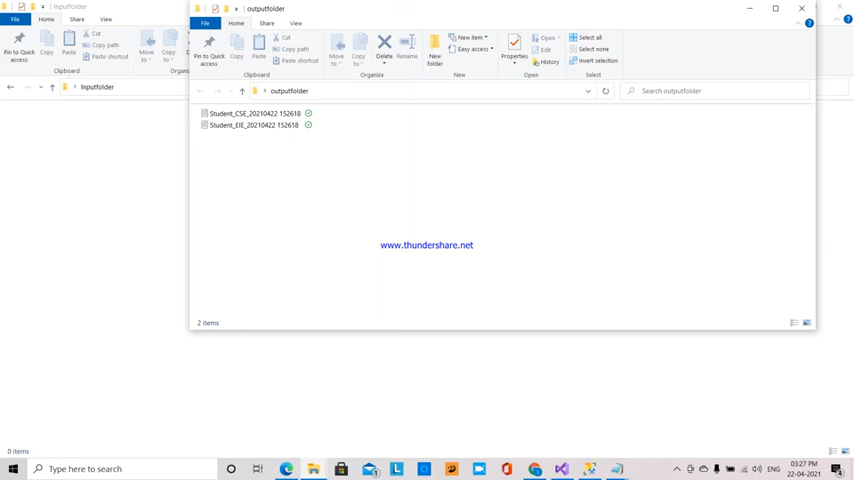 Inputfolder
File Home Share View
Pin to Quick access
Copy
Paste
Cut
Copy path
Paste shortcut
Move to
Clipboard
Inputfolder
0 items
outputfolder
File Home Share View
Pin to Quick access
Copy
Paste
Cut
Copy path
Paste shortcut
Clipboard
Move to
Copy to
Delete
Rename
Organize
New folder
New item
Easy access
New
Properties
Open
Edit
History
Open
Select all
Select none
Invert selection
Select
outputfolder
Search outputfolder
Student_CSE_20210422 152618
Student_EIE_20210422 152618
www.thundershare.net
2 items
Type here to search
ENG
03:27 PM
22-04-2021